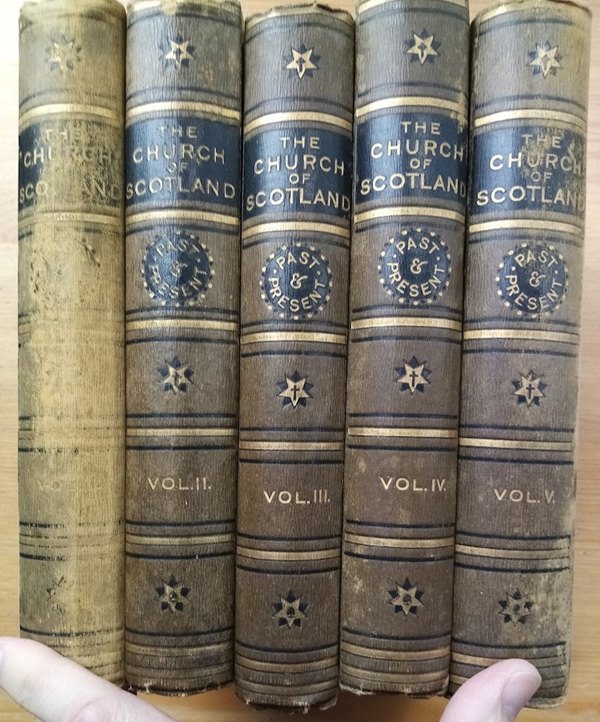 THE
CHURCH
OF
SCOTLAND
THE
CHURCH
OF
SCOTLAND
PAST
&
PRESENT
VOL.II.
THE
CHURCH
OF
SCOTLAND
PAST
&
PRESENT
VOL.III.
THE
CHURCH
OF
SCOTLAND
PAST
&
PRESENT
VOL.IV.
THE
CHURCH
OF
SCOTLAND
PAST
&
PRESENT
VOL.V.